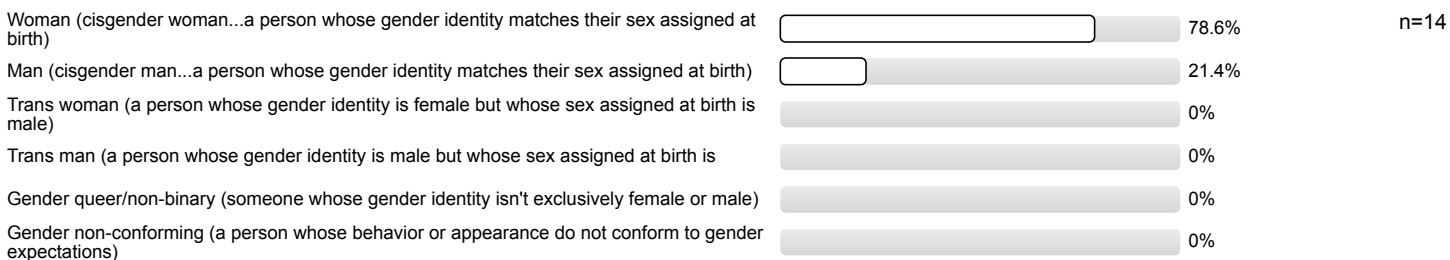 Woman (cisgender woman...a person whose gender identity matches their sex assigned at
birth)
78.6%
n=14
Man (cisgender man...a person whose gender identity matches their sex assigned at birth)
21.4%
Trans woman (a person whose gender identity is female but whose sex assigned at birth is
male)
0%
Trans man (a person whose gender identity is male but whose sex assigned at birth is
0%
Gender queer/non-binary (someone whose gender identity isn't exclusively female or male)
0%
Gender non-conforming (a person whose behavior or appearance do not conform to gender
expectations)
0%